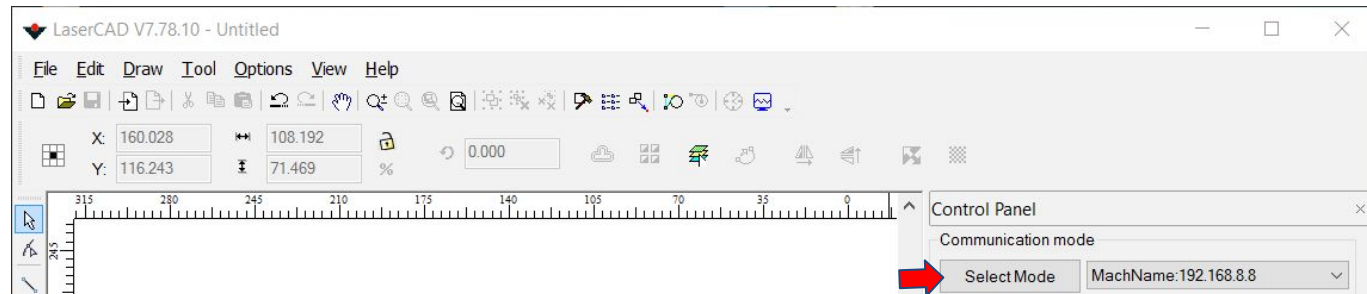 LaserCAD V7.78.10 - Untitled
File Edit Draw Tool Options View Help
X: 160.028 108.192 0.000
Y: 116.243 71.469 %
315 280 245 210 175 140 105 70 35 0
Control Panel
245
Communication mode
Select Mode MachName:192.168.8.8